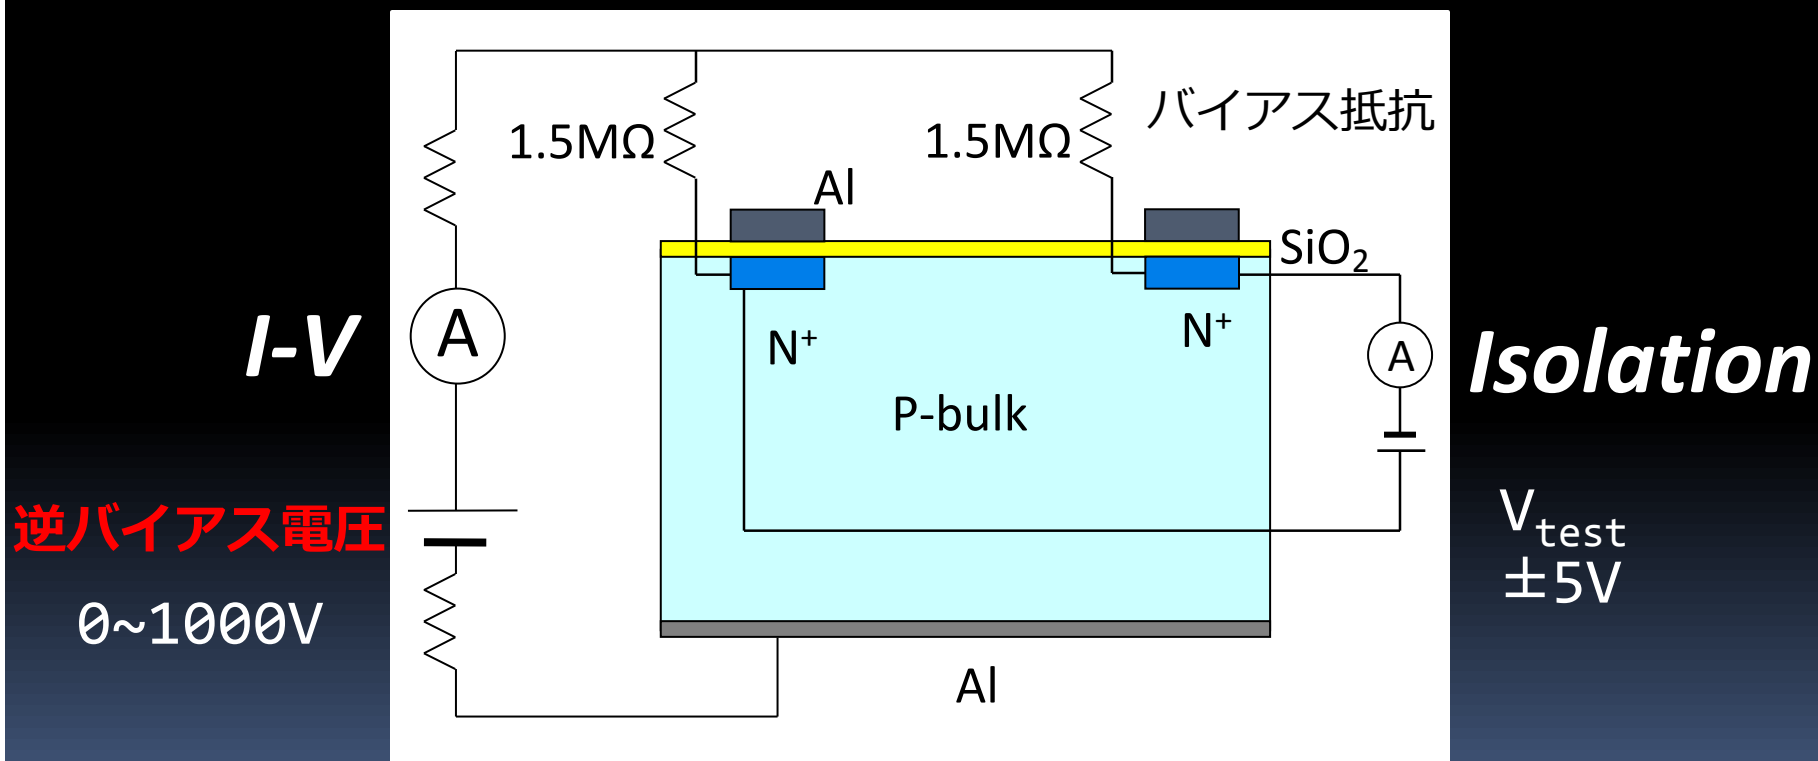 I-V
逆バイアス電圧
0~1000V
1.5MΩ
1.5MΩ
バイアス抵抗
Al
SiO₂
N⁺
N⁺
A
A
P-bulk
Al
Isolation
V_test
±5V